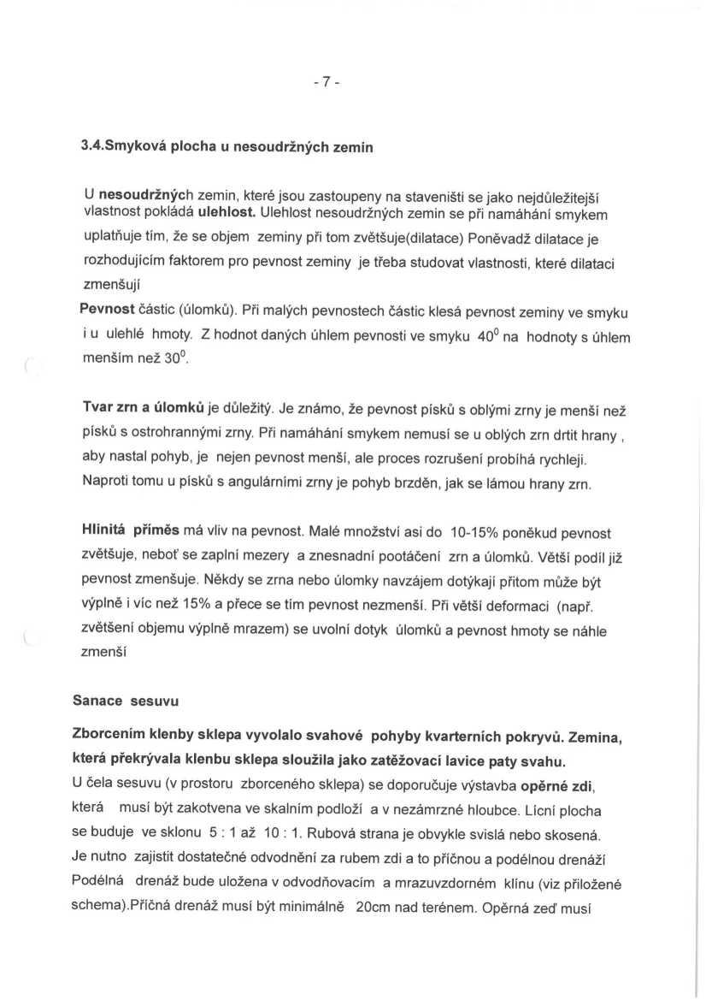 - 7 -
3.4.Smyková plocha u nesoudržných zemin
U nesoudržných zemin, které jsou zastoupeny na staveništi se jako nejdůležitejší
vlastnost pokládá ulehlost. Ulehlost nesoudržných zemin se při namáhání smykem
uplatňuje tím, že se objem zeminy při tom zvětšuje(dilatace) Poněvadž dilatace je
rozhodujícím faktorem pro pevnost zeminy je třeba studovat vlastnosti, které dilataci
zmenšují
Pevnost částic (úlomků). Při malých pevnostech částic klesá pevnost zeminy ve smyku
i u ulehlé hmoty. Z hodnot daných úhlem pevnosti ve smyku 40⁰ na hodnoty s úhlem
menším než 30⁰.
Tvar zrn a úlomků je důležitý. Je známo, že pevnost písků s oblými zrny je menší než
písků s ostrohrannými zrny. Při namáhání smykem nemusí se u oblých zrn drtit hrany ,
aby nastal pohyb, je nejen pevnost menší, ale proces rozrušení probíhá rychleji.
Naproti tomu u písků s angulárními zrny je pohyb brzděn, jak se lámou hrany zrn.
Hlinitá příměs má vliv na pevnost. Malé množství asi do 10-15% poněkud pevnost
zvětšuje, neboť se zaplní mezery a znesnadní pootáčení zrn a úlomků. Větší podíl již
pevnost zmenšuje. Někdy se zrna nebo úlomky navzájem dotýkají přitom může být
výplně i víc než 15% a přece se tím pevnost nezmenší. Při větší deformaci (např.
zvětšení objemu výplně mrazem) se uvolní dotyk úlomků a pevnost hmoty se náhle
zmenší
Sanace sesuvu
Zborcením klenby sklepa vyvolalo svahové pohyby kvarterních pokryvů. Zemina,
která překrývala klenbu sklepa sloužila jako zatěžovací lavice paty svahu.
U čela sesuvu (v prostoru zborceného sklepa) se doporučuje výstavba opěrné zdi,
která musí být zakotvena ve skalním podloží a v nezámrzné hloubce. Lícní plocha
se buduje ve sklonu 5 : 1 až 10 : 1. Rubová strana je obvykle svislá nebo skosená.
Je nutno zajistit dostatečné odvodnění za rubem zdi a to příčnou a podélnou drenáží
Podélná drenáž bude uložena v odvodňovacím a mrazuvzdorném klínu (viz přiložené
schema).Příčná drenáž musí být minimálně 20cm nad terénem. Opěrná zeď musí